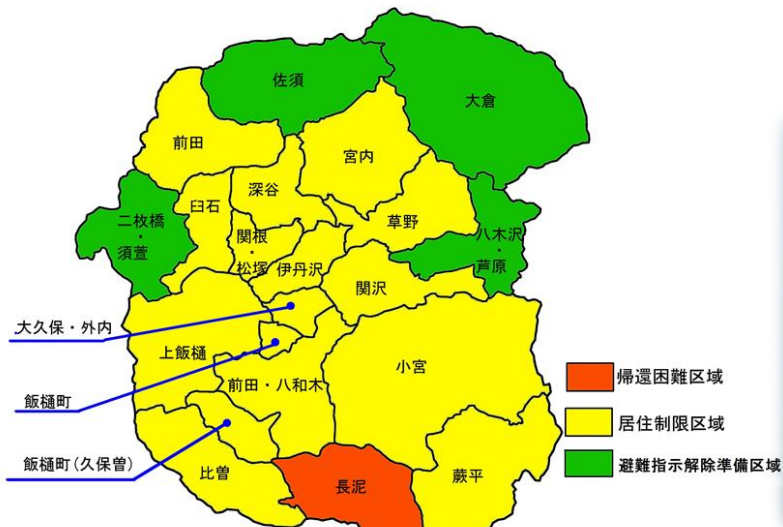 佐須
大倉
前田
宮内
深谷
臼石
草野
二枚橋
・
須萱
八木沢
・
芦原
関根
・
松塚
伊丹沢
関沢
大久保・外内
上飯樋
小宮
飯樋町
前田・八和木
飯樋町(久保曽)
比曽
長泥
蕨平
帰還困難区域
居住制限区域
避難指示解除準備区域